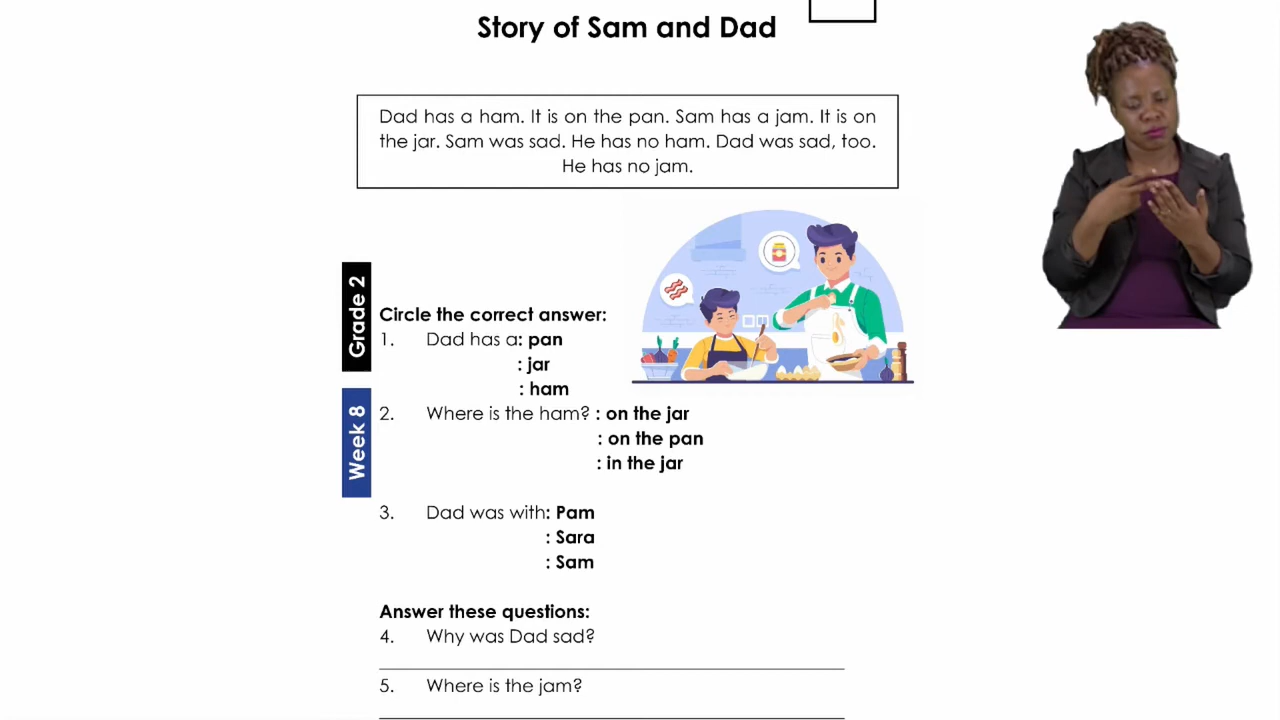 Story of Sam and Dad
Dad has a ham. It is on the pan. Sam has a jam. It is on
the jar. Sam was sad. He has no ham. Dad was sad, too.
He has no jam.
Grade 2
Week 8
Circle the correct answer:
1. Dad has a: pan
: jar
: ham
2. Where is the ham? : on the jar
: on the pan
: in the jar
3. Dad was with: Pam
: Sara
: Sam
Answer these questions:
4. Why was Dad sad?
5. Where is the jam?